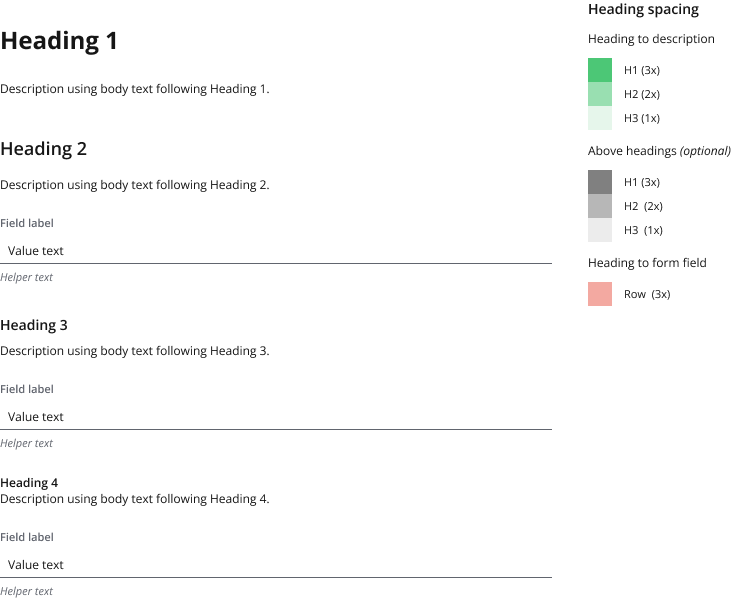 Heading 1
Description using body text following Heading 1.
Heading 2
Description using body text following Heading 2.
Field label
Value text
Helper text
Heading 3
Description using body text following Heading 3.
Field label
Value text
Helper text
Heading 4
Description using body text following Heading 4.
Field label
Value text
Helper text
Heading spacing
Heading to description
H1 (3x)
H2 (2x)
H3 (1x)
Above headings (optional)
H1 (3x)
H2 (2x)
H3 (1x)
Heading to form field
Row (3x)